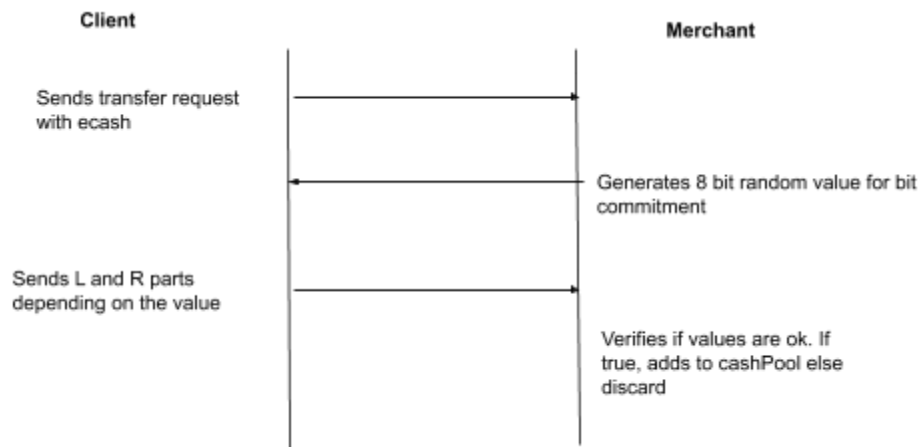 Client
Merchant
Sends transfer request
with ecash
Generates 8 bit random value for bit
commitment
Sends L and R parts
depending on the value
Verifies if values are ok. If
true, adds to cashPool else
discard